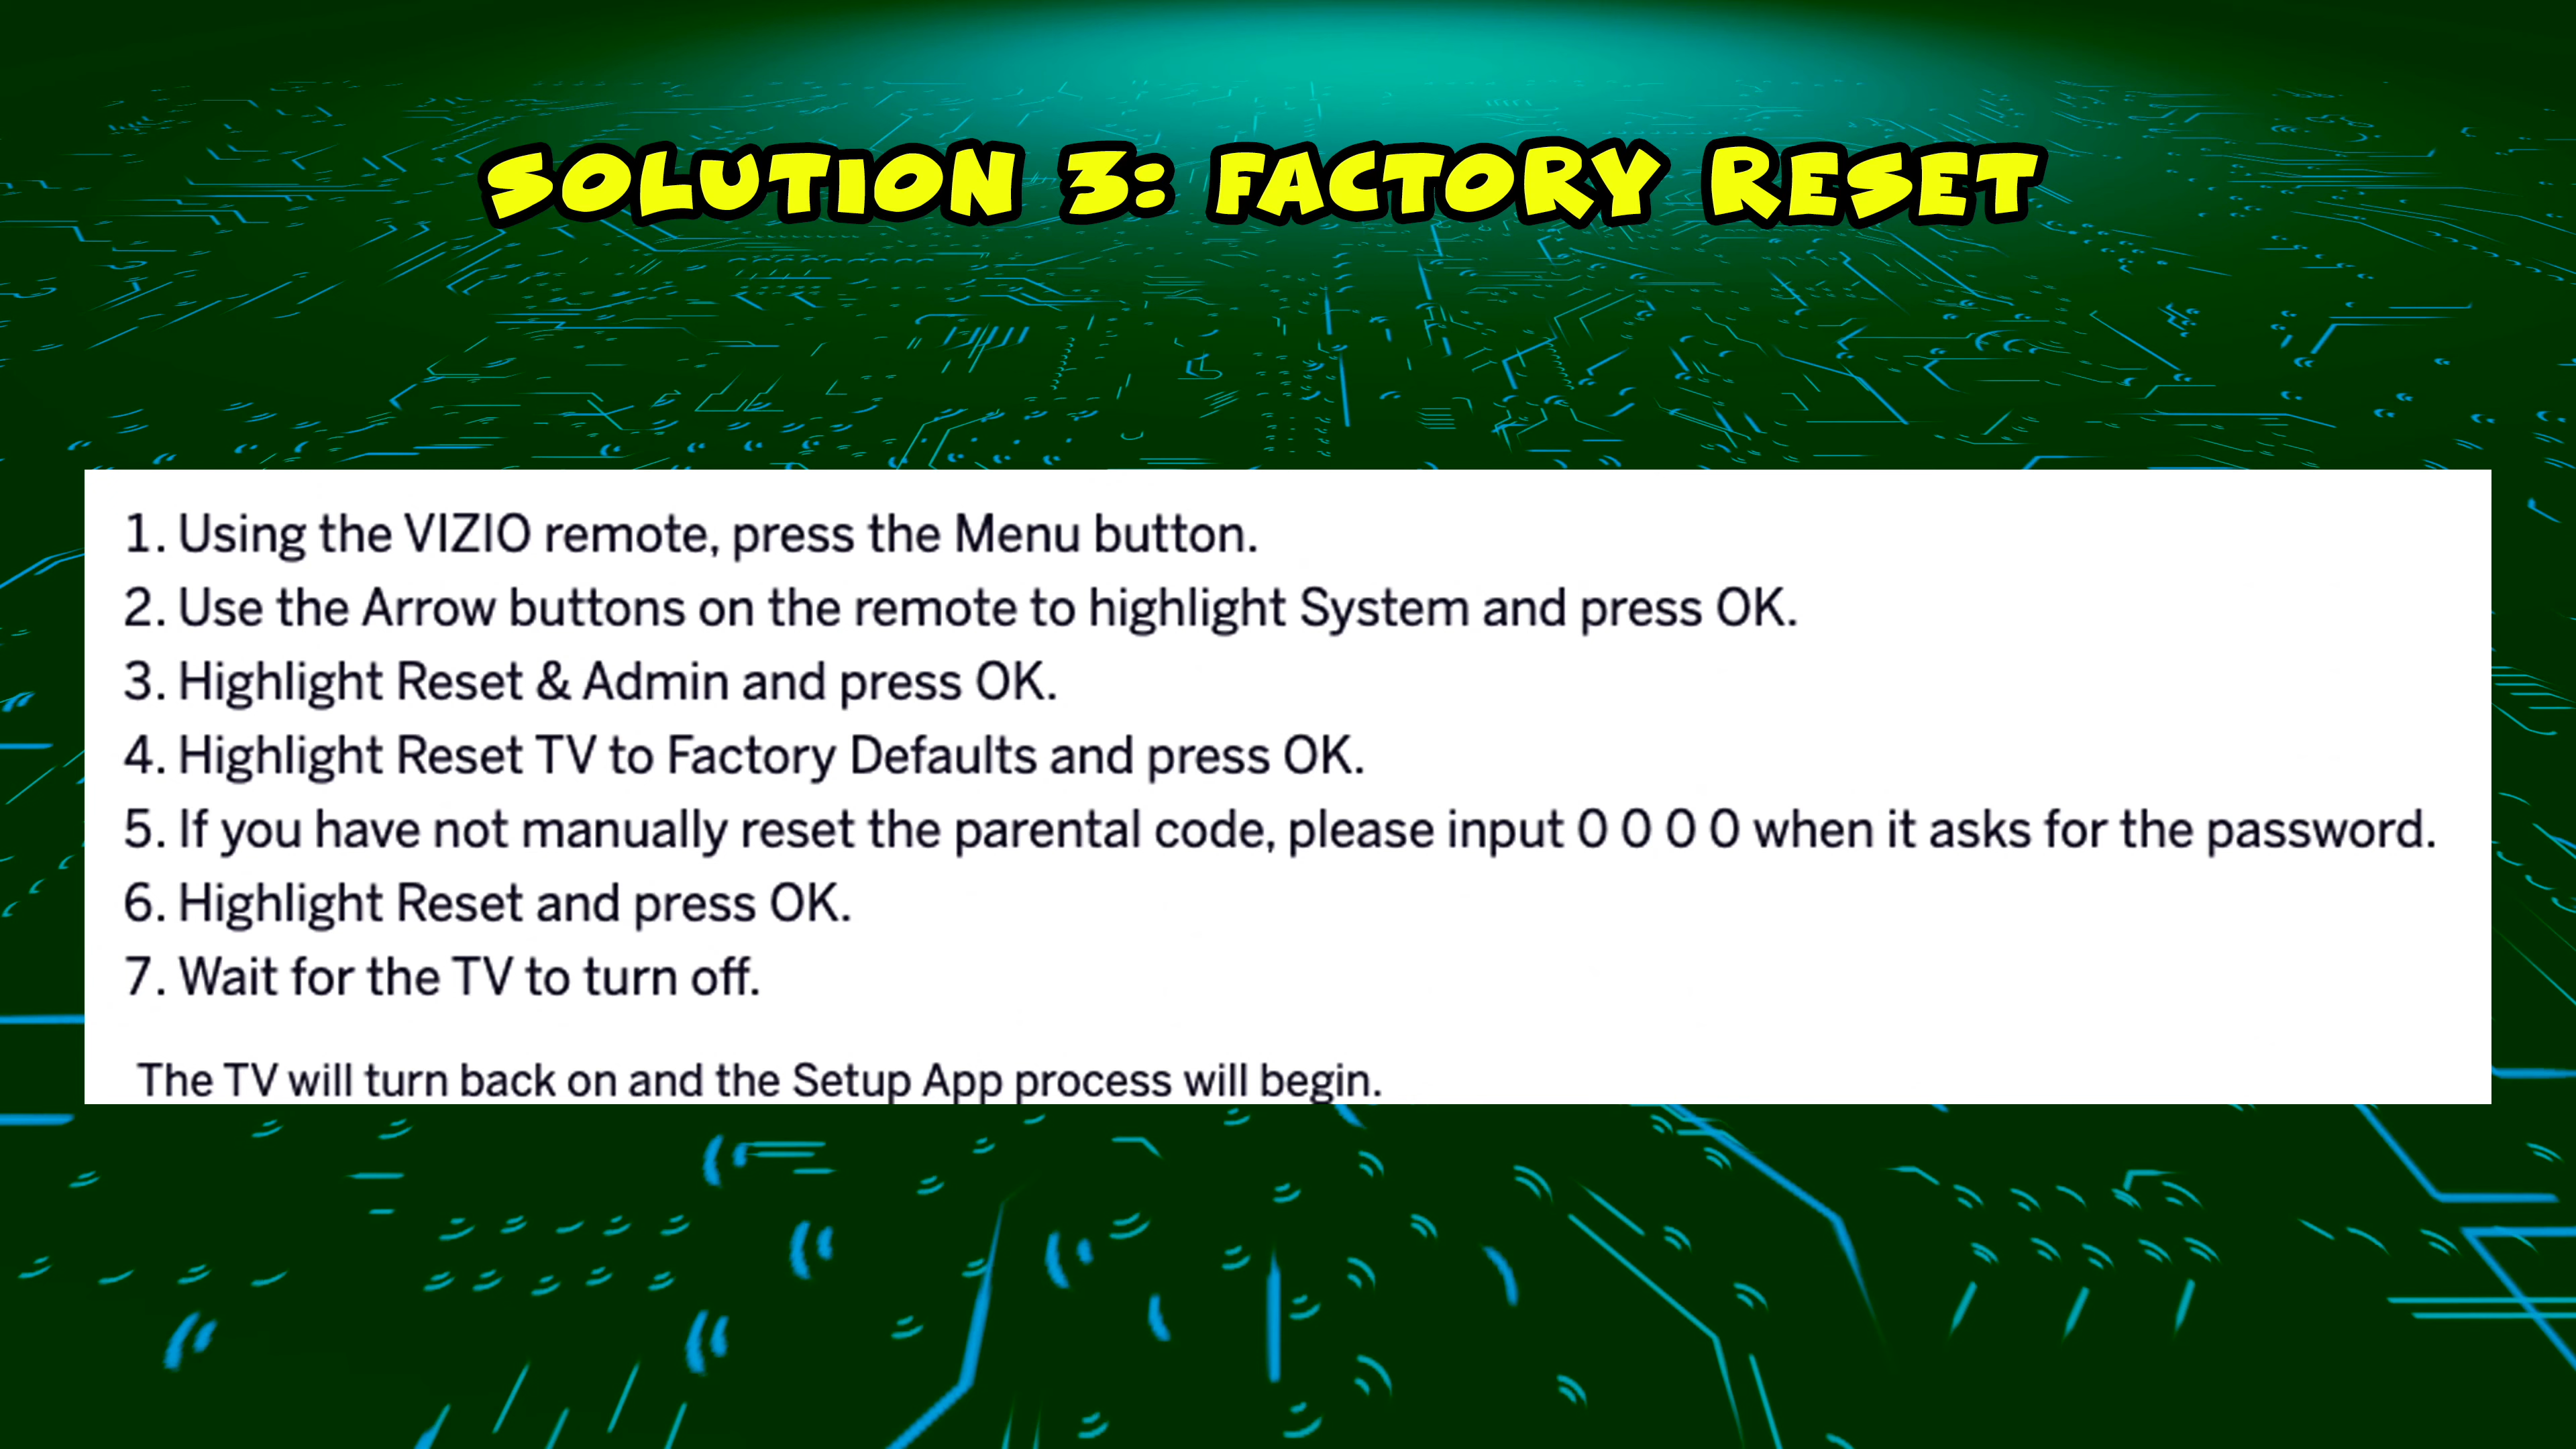 SOLUTION 3: FACTORY RESET
1. Using the VIZIO remote, press the Menu button.
2. Use the Arrow buttons on the remote to highlight System and press OK.
3. Highlight Reset & Admin and press OK.
4. Highlight Reset TV to Factory Defaults and press OK.
5. If you have not manually reset the parental code, please input 0 0 0 0 when it asks for the password.
6. Highlight Reset and press OK.
7. Wait for the TV to turn off.
The TV will turn back on and the Setup App process will begin.